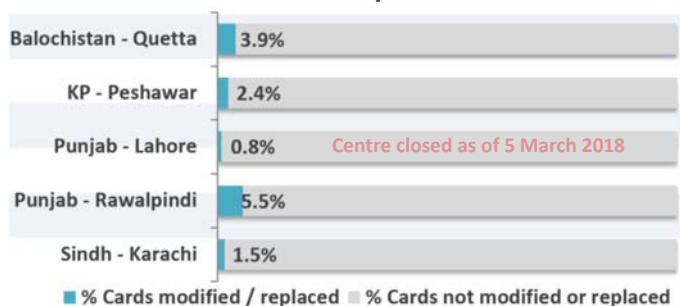 Balochistan - Quetta 3.9%
KP - Peshawar 2.4%
Punjab - Lahore 0.8% Centre closed as of 5 March 2018
Punjab - Rawalpindi 5.5%
Sindh - Karachi 1.5%
% Cards modified / replaced % Cards not modified or replaced